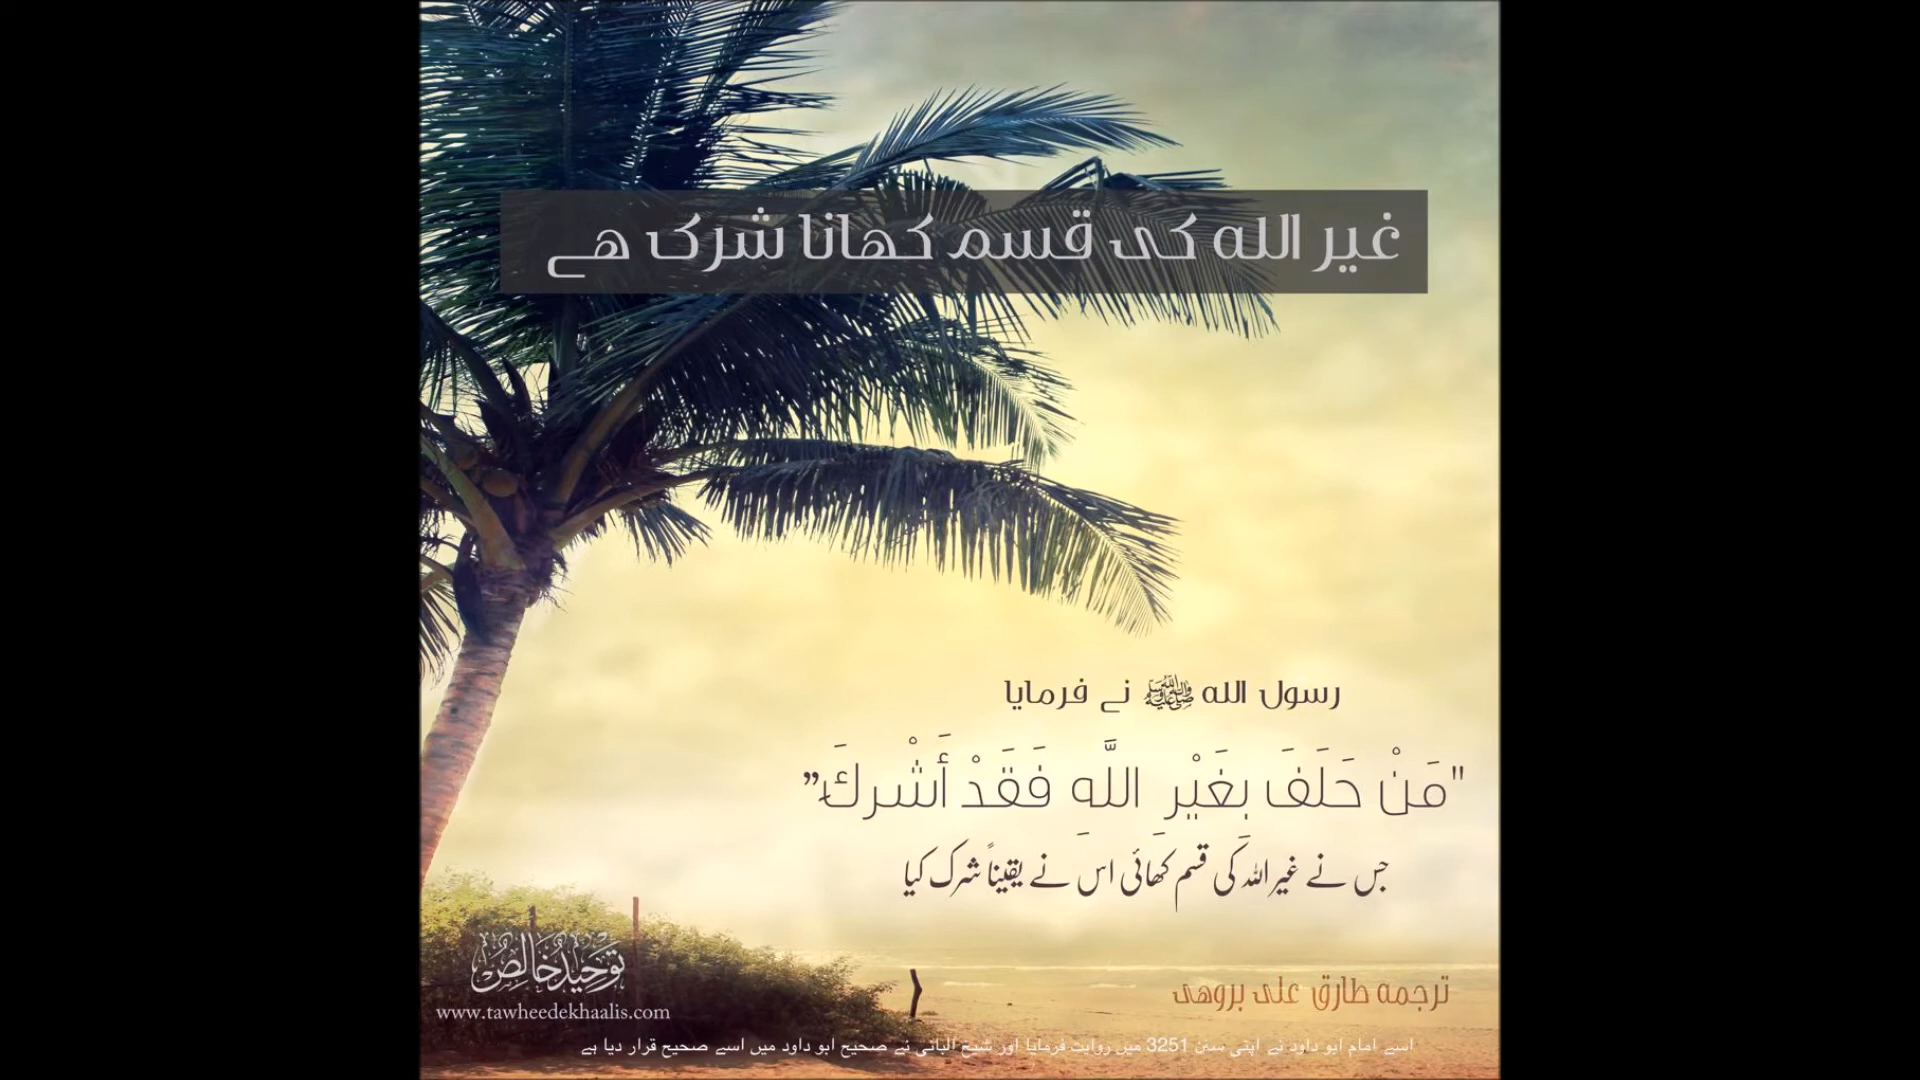 غیر الله کی قسم کھانا شرک ھے
رسول الله ﷺ نے فرمایا
"مَنْ حَلَفَ بِغَيْرِ اللَّهِ فَقَدْ أَشْرَكَ"
جس نے غیر اللہ کی قسم کھائی اس نے یقیناً شرک کیا
توحید خالص
www.tawheedekhaalis.com
ترجمہ طارق علی بروھی
اسے امام ابو داود نے اپنی سنن 3251 میں روایت فرمایا اور شیخ البانی نے صحیح ابو داود میں اسے صحیح قرار دیا ہے